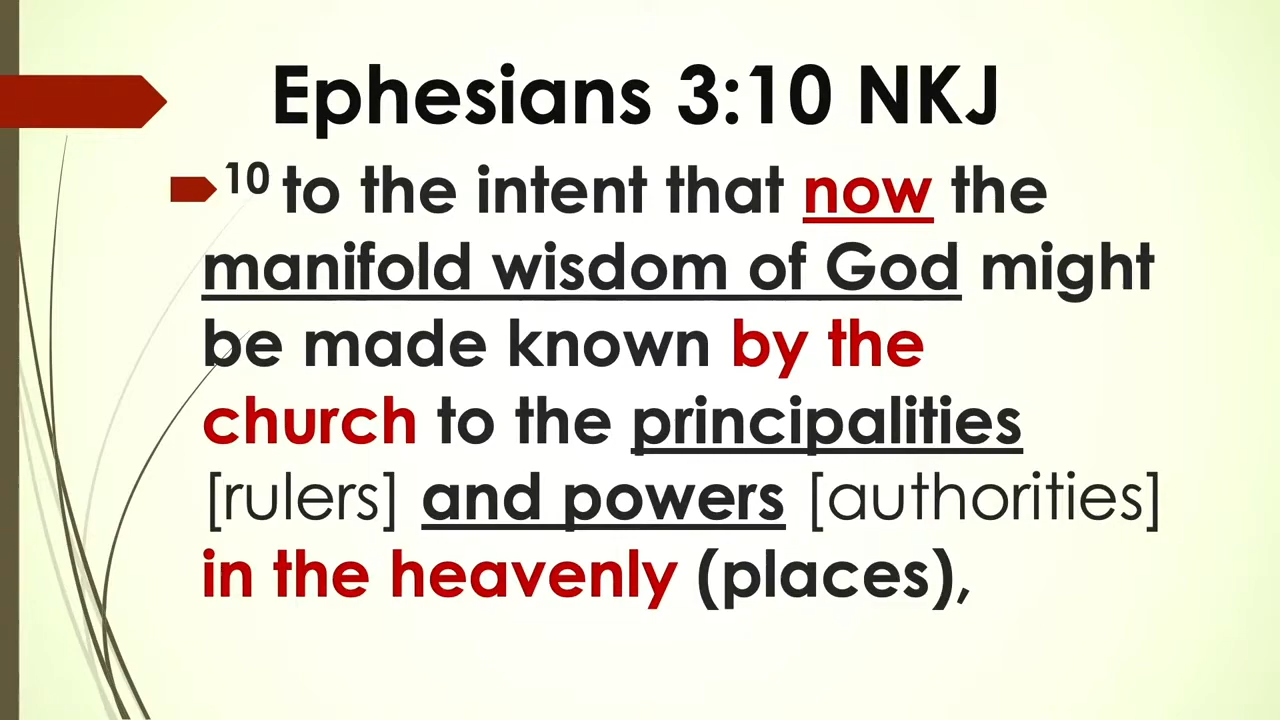 Ephesians 3:10 NKJ
10 to the intent that now the
manifold wisdom of God might
be made known by the
church to the principalities
[rulers] and powers [authorities]
in the heavenly (places),